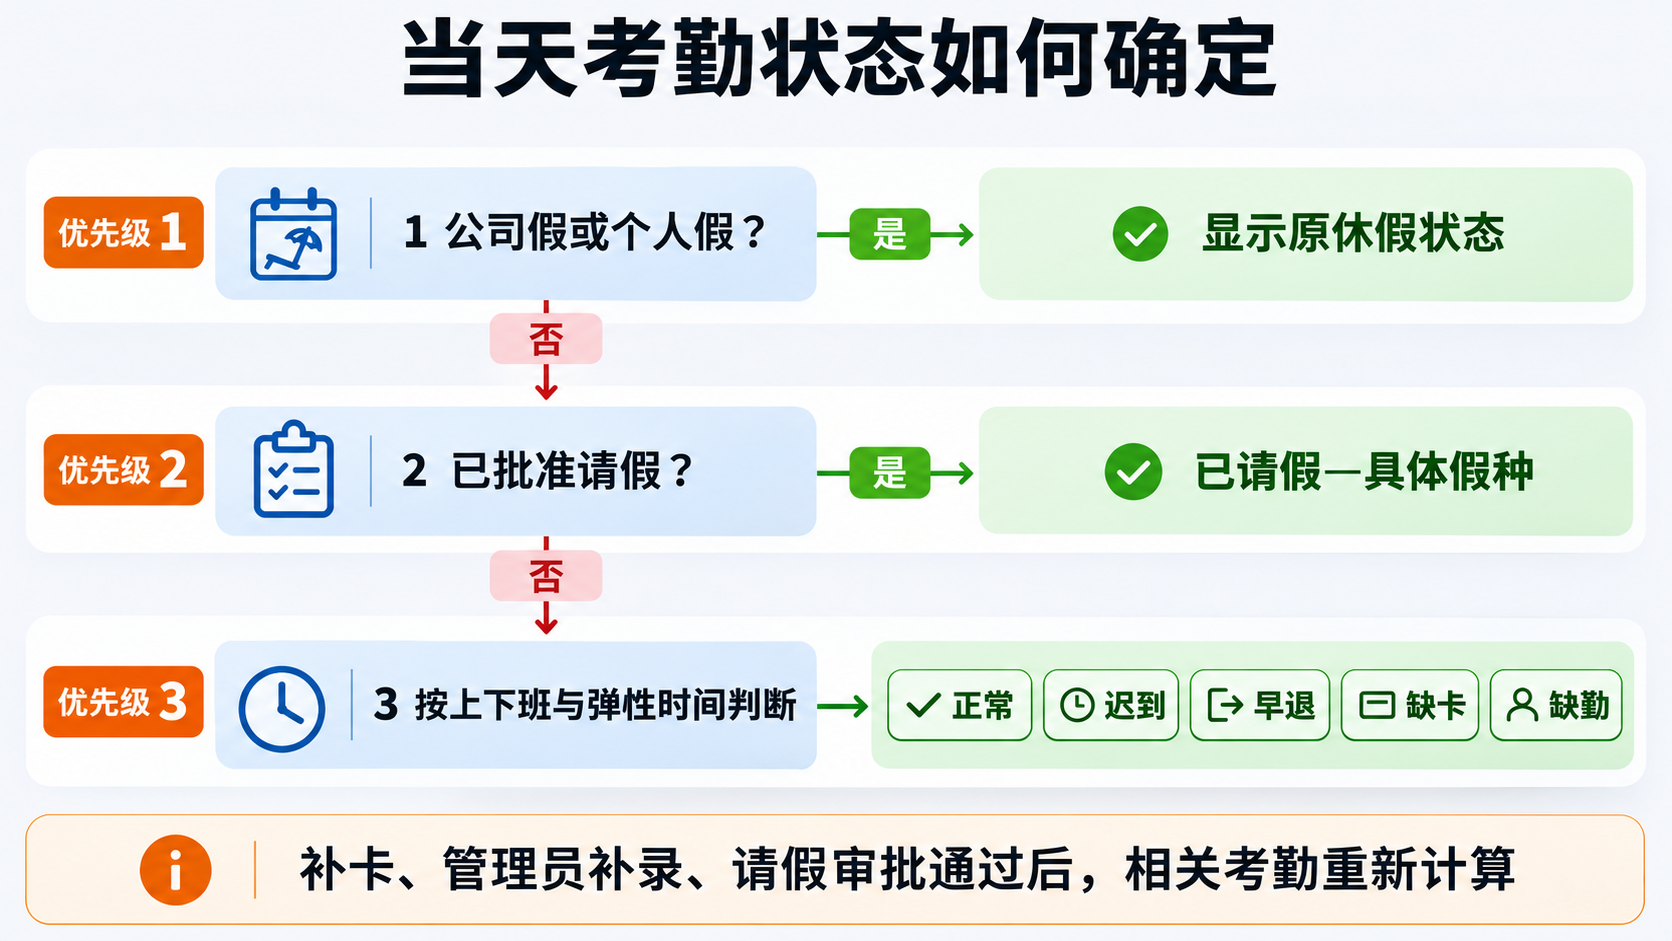 当天考勤状态如何确定
优先级 1
1 公司假或个人假？
是
显示原休假状态
否
优先级 2
2 已批准请假？
是
已请假—具体假种
否
优先级 3
3 按上下班与弹性时间判断
正常
迟到
早退
缺卡
缺勤
补卡、管理员补录、请假审批通过后，相关考勤重新计算